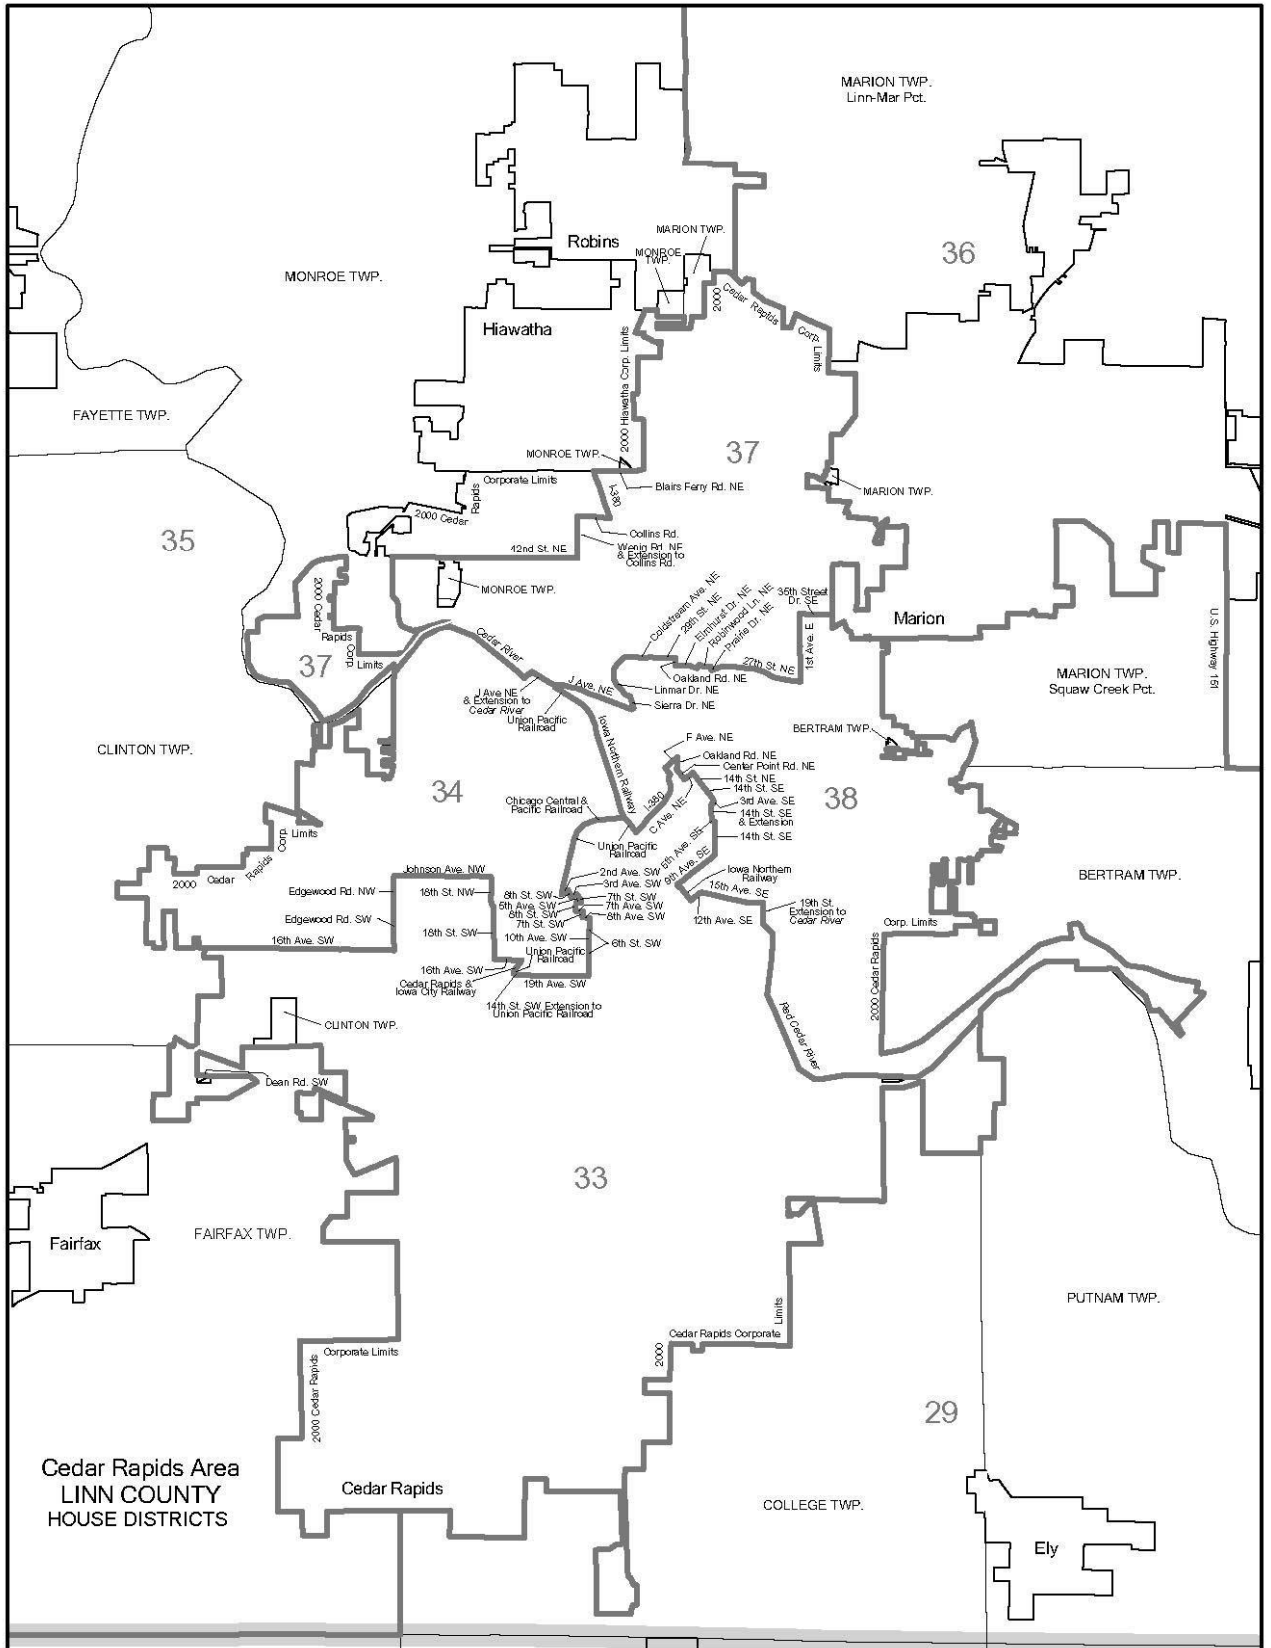 MARION TWP.
Linn-Mar Pct.
Robins
MARION TWP.
MONROE
TWP.
36
MONROE TWP.
2000
Cedar
Rapids
Corp.
Limits
Hiawatha
2000 Hiawatha Corp. Limits
FAYETTE TWP.
37
MONROE TWP.
Corporate Limits
Blairs Ferry Rd. NE
MARION TWP.
Rapids
2000 Cedar
I-380
35
Collins Rd.
42nd St. NE
Wenig Rd. NE
& Extension to
Collins Rd.
MONROE TWP.
2000 Cedar
Rapids
Corp.
Limits
37
Coldstream Ave. NE
29th St. NE
Elmhurst Dr. NE
Robinwood Ln. NE
Prairie Dr. NE
35th Street
Dr. SE
Marion
U.S. Highway 151
Cedar River
1st Ave. E
27th St. NE
Oakland Rd. NE
J Ave. NE
Linmar Dr. NE
Sierra Dr. NE
J Ave NE
& Extension to
Cedar River
Union Pacific
Railroad
MARION TWP.
Squaw Creek Pct.
CLINTON TWP.
Iowa Northern Railway
F Ave. NE
BERTRAM TWP.
Oakland Rd. NE
Center Point Rd. NE
14th St. NE
14th St. SE
3rd Ave. SE
14th St. SE
& Extension
14th St. SE
34
38
I-380
C Ave. NE
Chicago Central &
Pacific Railroad
Union Pacific
Railroad
5th Ave. SE
9th Ave. SE
2000
Cedar
Rapids
Corp.
Limits
Johnson Ave. NW
2nd Ave. SW
3rd Ave. SW
Iowa Northern
Railway
BERTRAM TWP.
Edgewood Rd. NW
18th St. NW
8th St. SW
7th St. SW
5th Ave. SW
7th Ave. SW
8th St. SW
8th Ave. SW
7th St. SW
15th Ave. SE
12th Ave. SE
19th St.
Extension to
Cedar River
Edgewood Rd. SW
18th St. SW
10th Ave. SW
6th St. SW
16th Ave. SW
Union Pacific
Railroad
16th Ave. SW
Cedar Rapids &
Iowa City Railway
19th Ave. SW
14th St. SW Extension to
Union Pacific Railroad
Corp. Limits
2000 Cedar Rapids
CLINTON TWP.
Red Cedar River
Dean Rd. SW
33
FAIRFAX TWP.
Fairfax
PUTNAM TWP.
Limits
Cedar Rapids Corporate
2000
Corporate Limits
2000 Cedar Rapids
29
Cedar Rapids Area
LINN COUNTY
HOUSE DISTRICTS
Cedar Rapids
COLLEGE TWP.
Ely